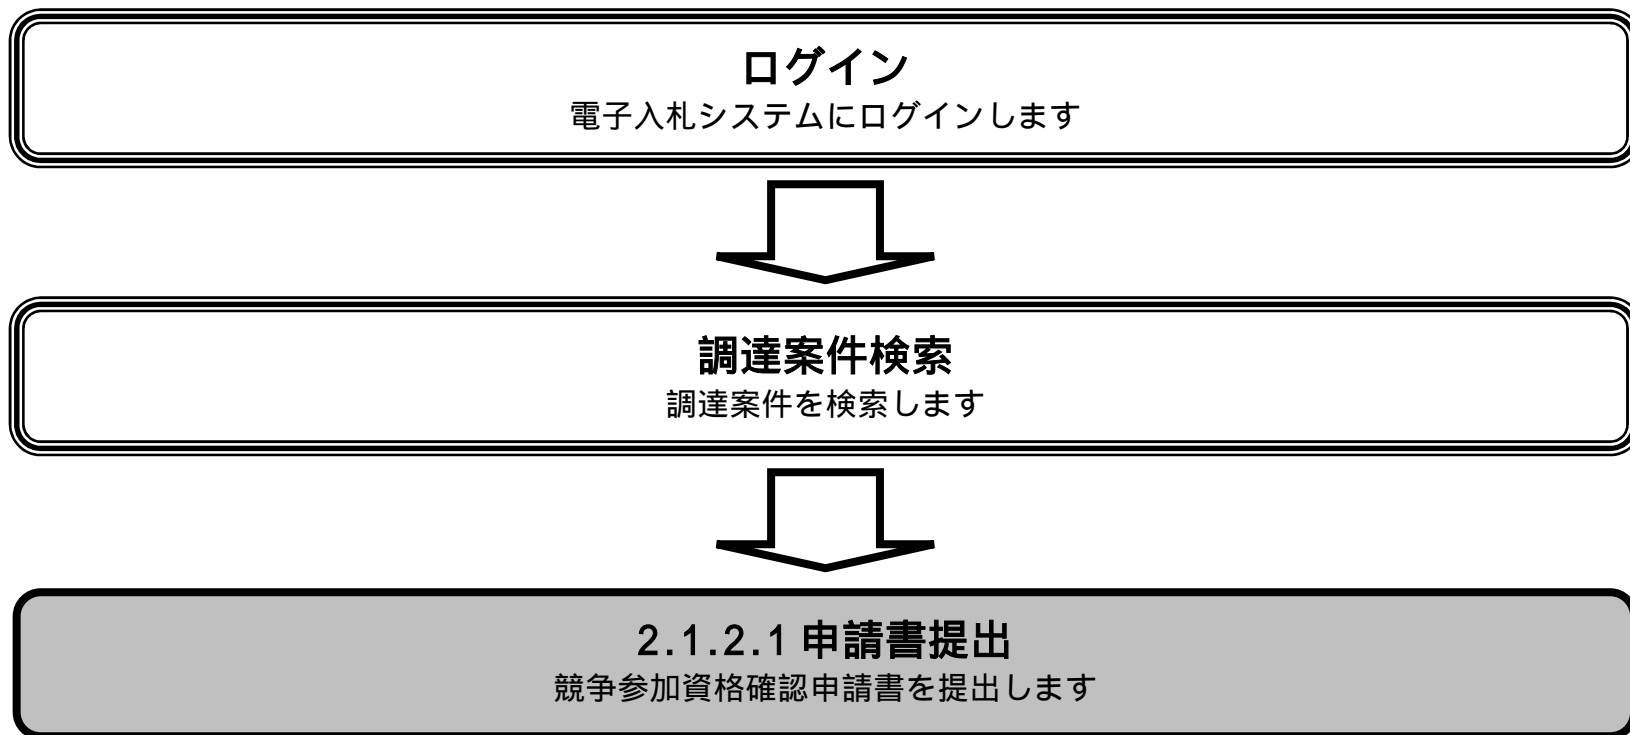 ログイン
電子入札システムにログインします
調達案件検索
調達案件を検索します
2.1.2.1 申請書提出
競争参加資格確認申請書を提出します